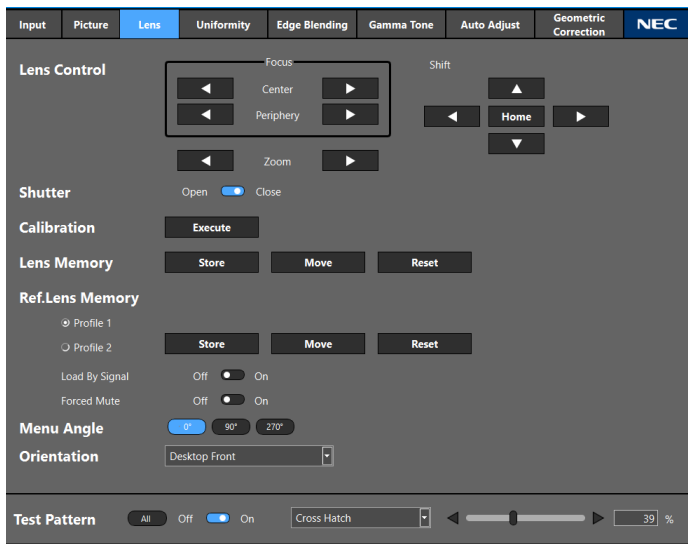 Input Picture Lens Uniformity Edge Blending Gamma Tone Auto Adjust Geometric Correction NEC
Lens Control
Focus
Center
Periphery
Zoom
Shift
Home
Shutter Open Close
Calibration Execute
Lens Memory Store Move Reset
Ref.Lens Memory
Profile 1
Profile 2 Store Move Reset
Load By Signal Off On
Forced Mute Off On
Menu Angle 0° 90° 270°
Orientation Desktop Front
Test Pattern All Off On Cross Hatch 39 %